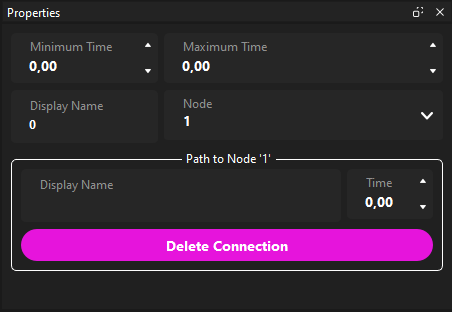 Properties
Minimum Time
0,00
Maximum Time
0,00
Display Name
0
Node
1
Path to Node '1'
Display Name
Time
0,00
Delete Connection